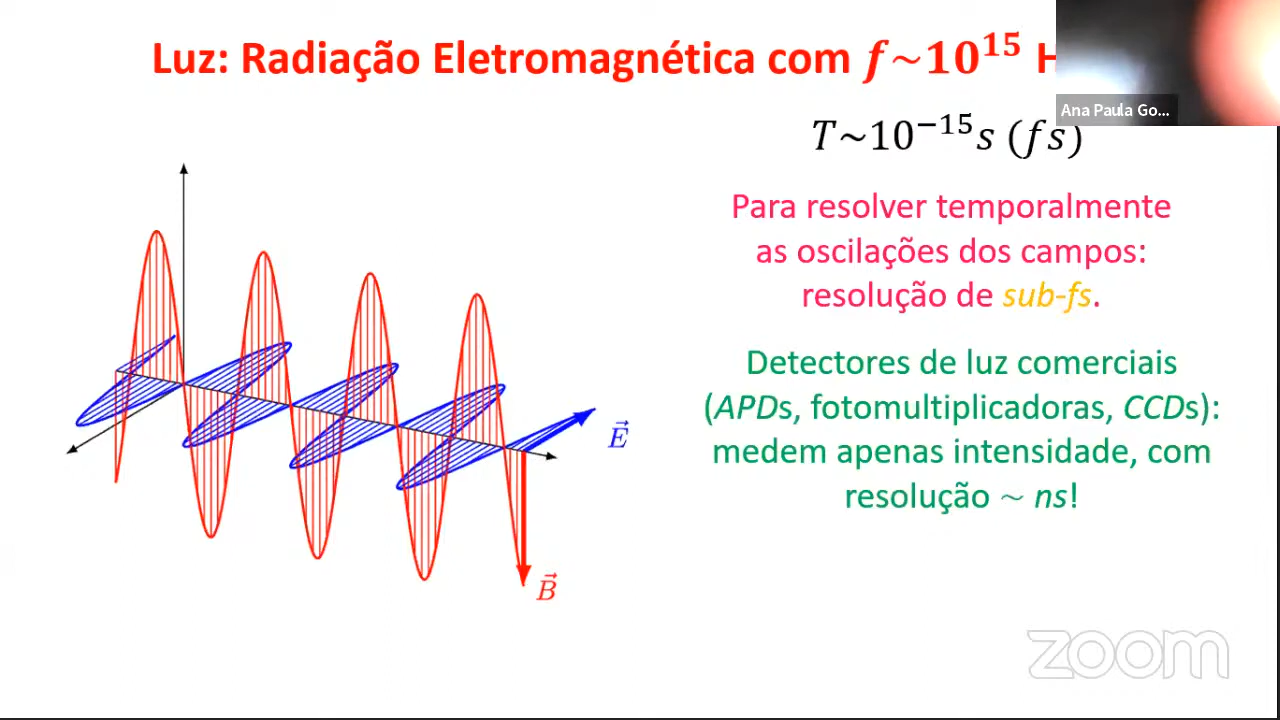 Luz: Radiação Eletromagnética com f~10¹⁵ H
Ana Paula Go...
T~10⁻¹⁵s (fs)
Para resolver temporalmente
as oscilações dos campos:
resolução de sub-fs.
Detectores de luz comerciais
(APDs, fotomultiplicadoras, CCDs):
medem apenas intensidade, com
resolução ~ ns!
E⃗
B⃗
zoom